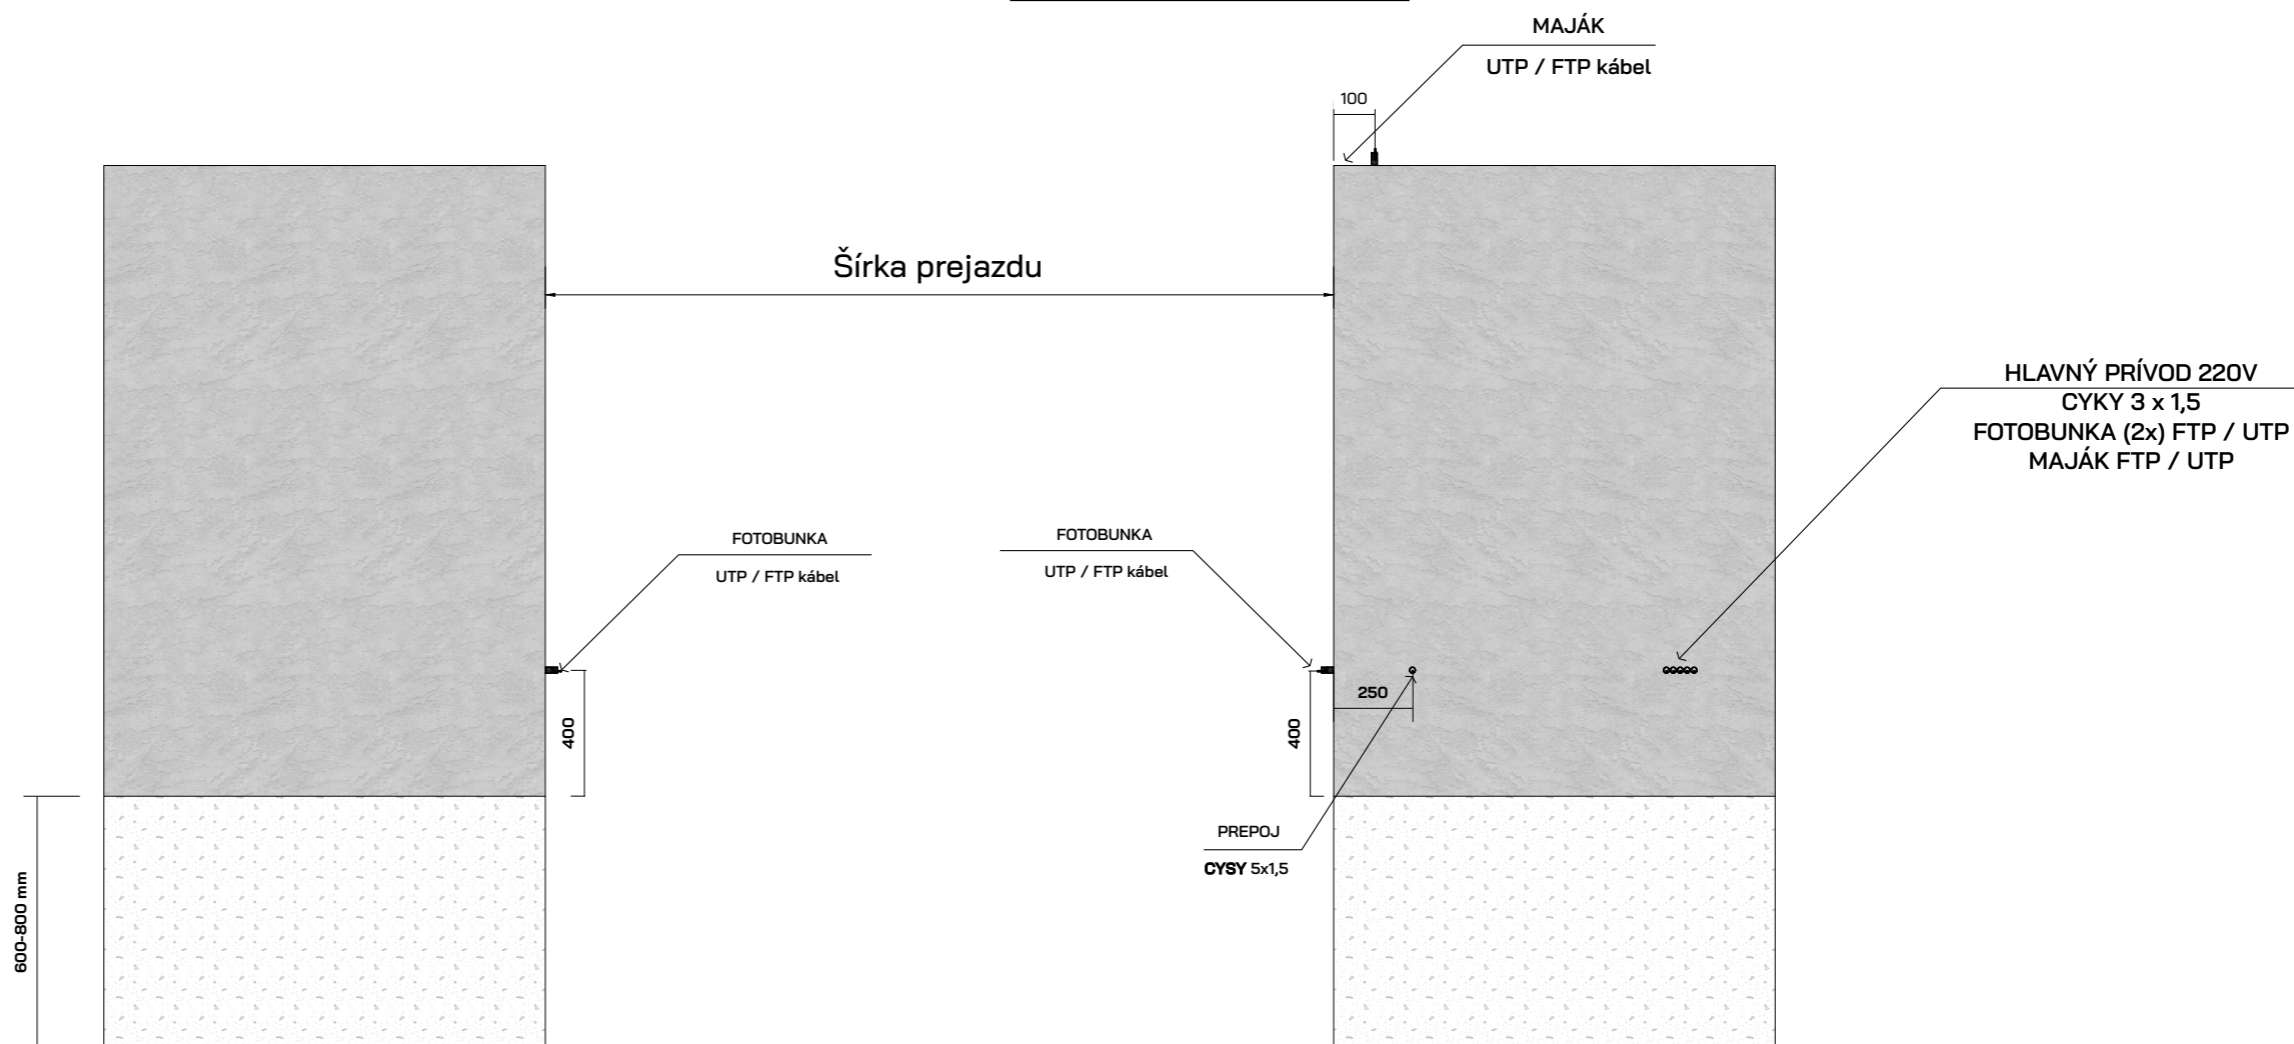 MAJÁK
UTP / FTP kábel
100
Šírka prejazdu
HLAVNÝ PRÍVOD 220V
CYKY 3 x 1,5
FOTOBUNKA (2x) FTP / UTP
MAJÁK FTP / UTP
FOTOBUNKA
UTP / FTP kábel
FOTOBUNKA
UTP / FTP kábel
250
400
400
PREPOJ
CYSY 5x1,5
600-800 mm